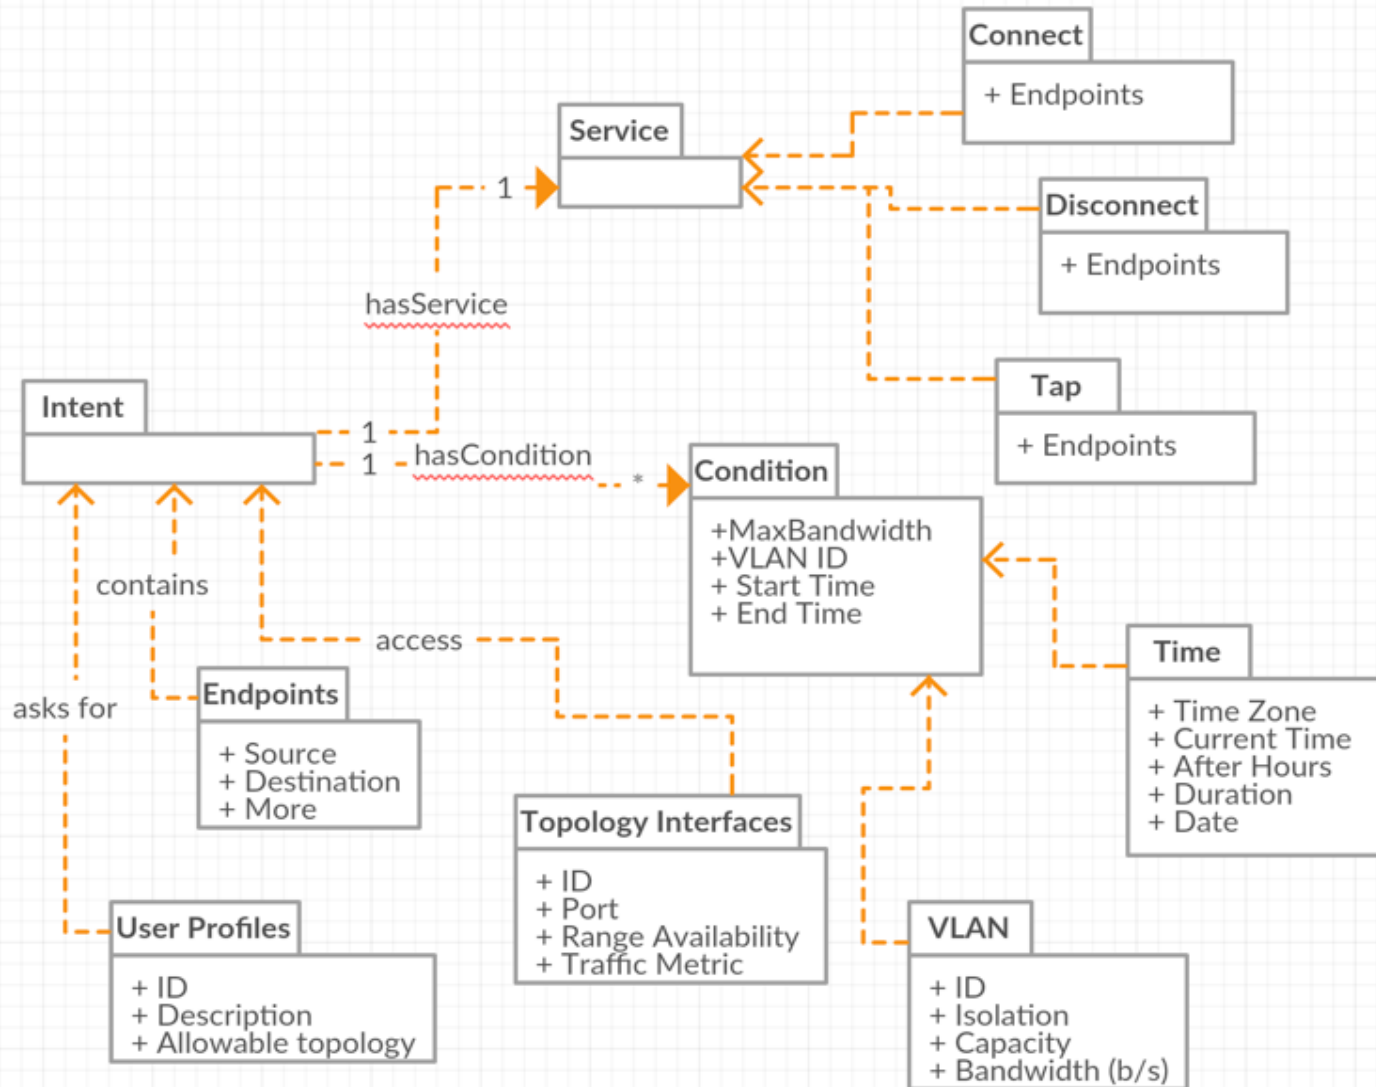 Connect
+ Endpoints
Service
1
Disconnect
+ Endpoints
hasService
Tap
+ Endpoints
Intent
1
1
hasCondition
*
Condition
+MaxBandwidth
+VLAN ID
+ Start Time
+ End Time
contains
access
asks for
Endpoints
+ Source
+ Destination
+ More
Time
+ Time Zone
+ Current Time
+ After Hours
+ Duration
+ Date
Topology Interfaces
+ ID
+ Port
+ Range Availability
+ Traffic Metric
User Profiles
+ ID
+ Description
+ Allowable topology
VLAN
+ ID
+ Isolation
+ Capacity
+ Bandwidth (b/s)